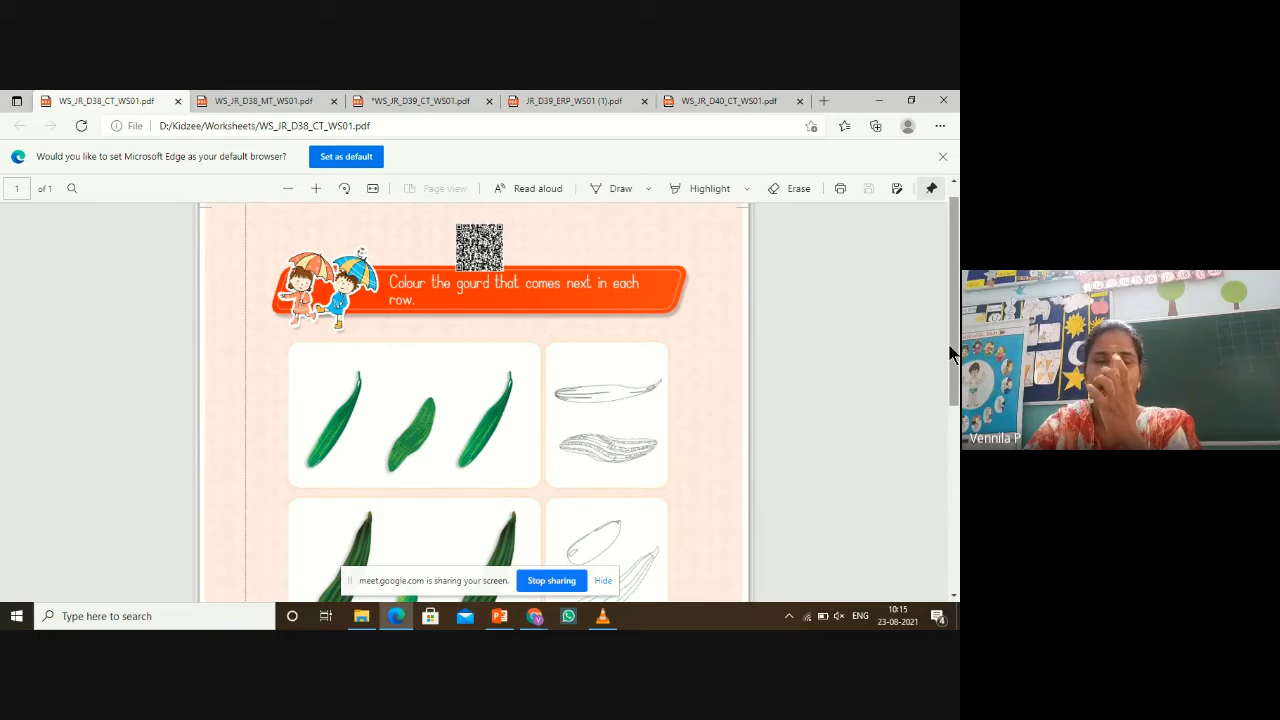 WS_JR_D38_CT_WS01.pdf
WS_JR_D38_MT_WS01.pdf
*WS_JR_D39_CT_WS01.pdf
JR_D39_ERP_WS01 (1).pdf
WS_JR_D40_CT_WS01.pdf
File
D:/Kidzee/Worksheets/WS_JR_D38_CT_WS01.pdf
Would you like to set Microsoft Edge as your default browser?
Set as default
1 of 1
Page view
Read aloud
Draw
Highlight
Erase
Colour the gourd that comes next in each
row.
Vennila P
meet.google.com is sharing your screen.
Stop sharing
Hide
Type here to search
ENG
10:15
23-08-2021
4